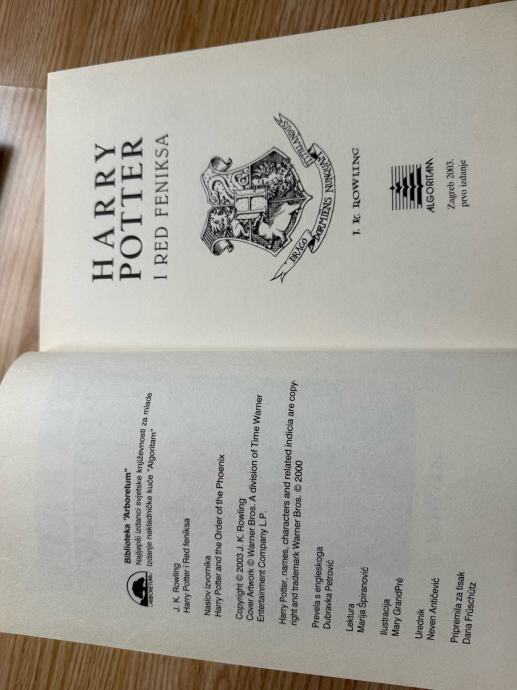 Biblioteka "Arboretum"
Najljepši izdanci svjetske književnosti za mlade
Izdanje nakladničke kuće "Algoritam"
ARBORETUM
J. K. Rowling
Harry Potter i Red feniksa
Naslov izvornika
Harry Potter and the Order of the Phoenix
Copyright © 2003 J. K. Rowling
Cover Artwork © Warner Bros. A division of Time Warner
Entertainment Company L.P.
Harry Potter, names, characters and related indicia are copy-
right and trademark Warner Bros. © 2000
Prevela s engleskoga
Dubravka Petrović
Lektura
Marija Špiranović
Ilustracija
Mary GrandPré
Urednik
Neven Antičević
Pripremila za tisak
Dana Früschütz
HARRY
POTTER
I RED FENIKSA
DRACO DORMIENS NUNQUAM TITILLANDUS
J. K. ROWLING
ALGORITAM
Zagreb 2003.
prvo izdanje